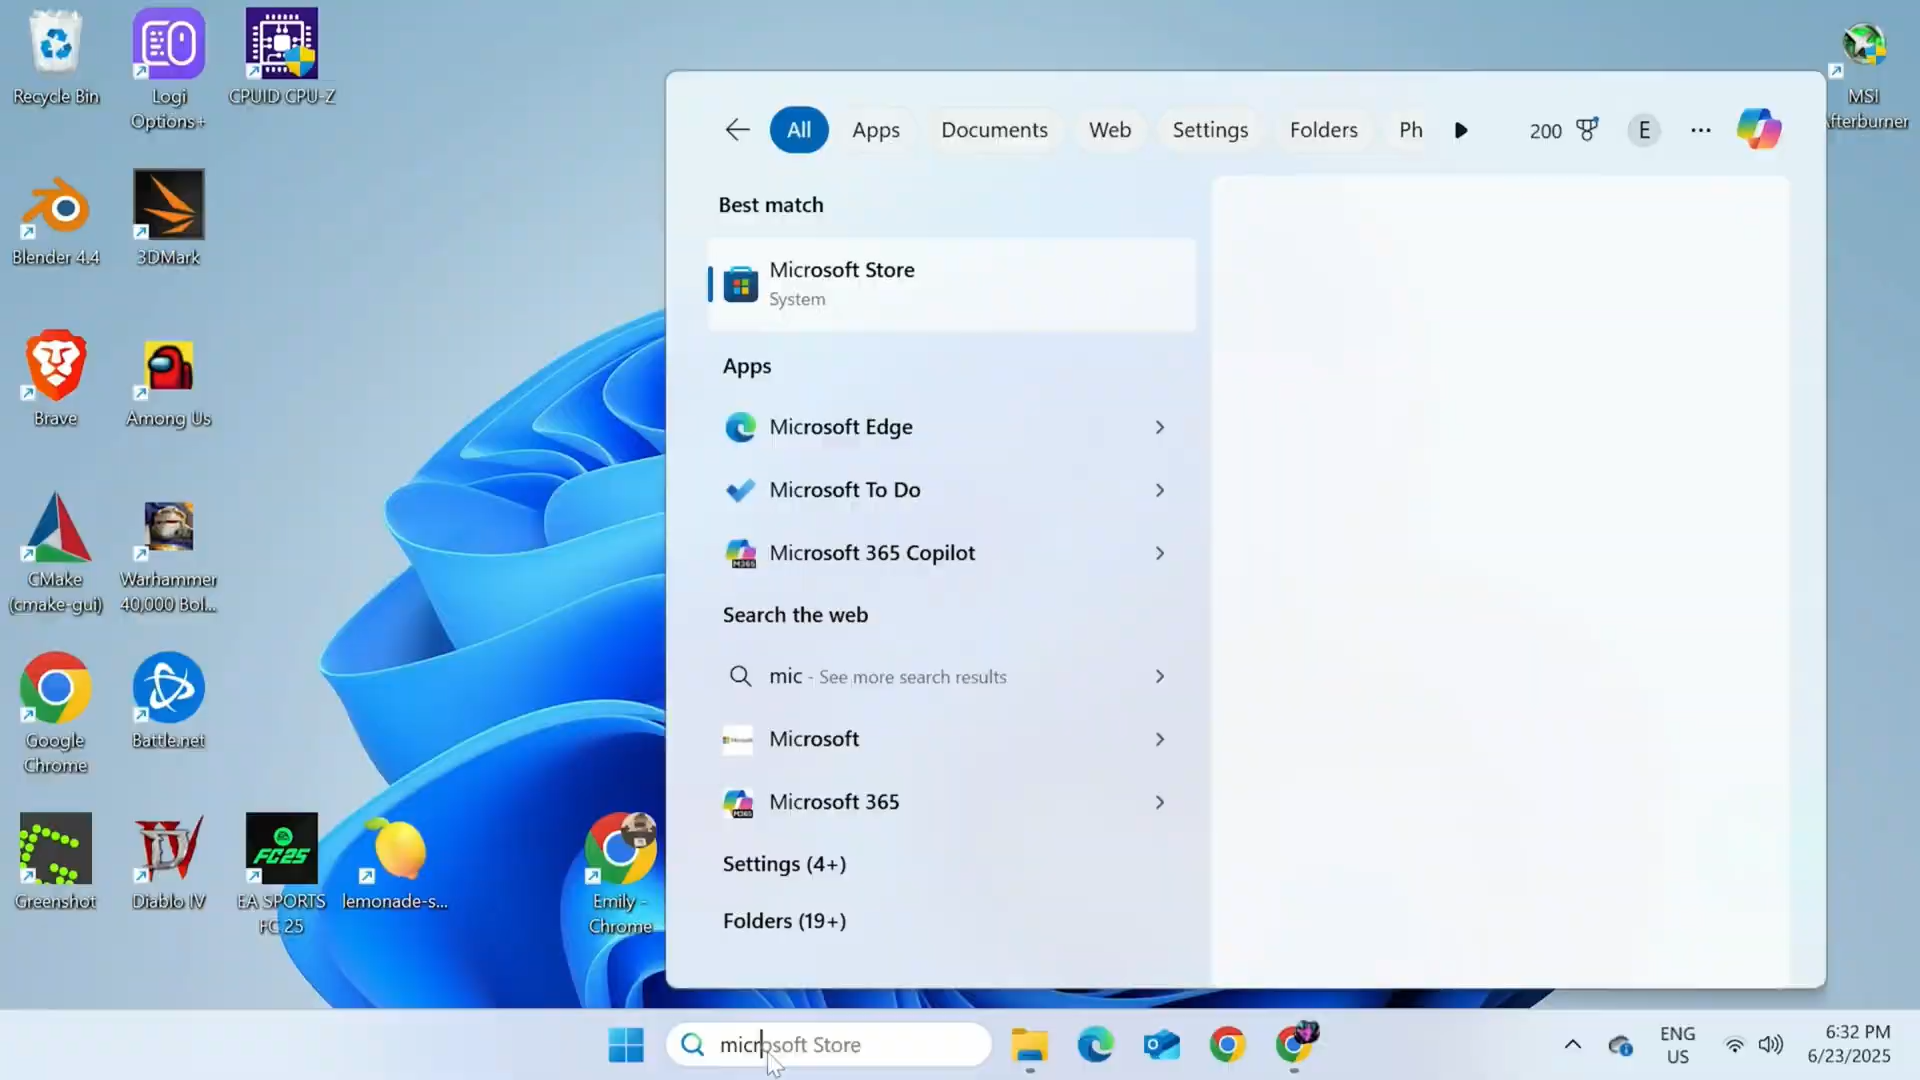 Recycle Bin
Logi
Options+
CPUID CPU-Z
MSI
Afterburner
Blender 4.4
3DMark
Brave
Among Us
CMake
(cmake-gui)
Warhammer
40,000 Bol...
Google
Chrome
Battle.net
Greenshot
Diablo IV
FC25
EA SPORTS
FC 25
lemonade-s...
Emily -
Chrome
All
Apps
Documents
Web
Settings
Folders
Ph
200
E
...
Best match
Microsoft Store
System
Apps
Microsoft Edge
Microsoft To Do
M365
Microsoft 365 Copilot
Search the web
mic - See more search results
Microsoft
M365
Microsoft 365
Settings (4+)
Folders (19+)
microsoft Store
ENG
US
6:32 PM
6/23/2025